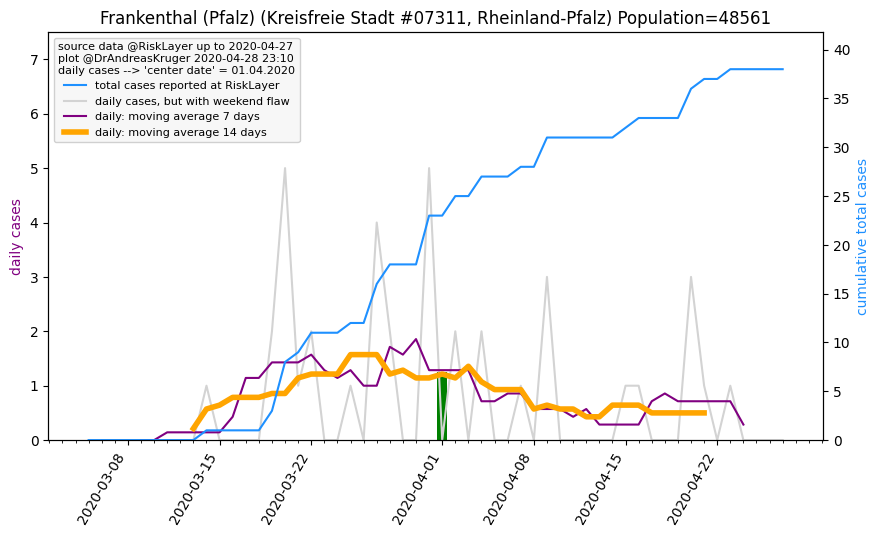 Frankenthal (Pfalz) (Kreisfreie Stadt #07311, Rheinland-Pfalz) Population=48561
source data @RiskLayer up to 2020-04-27
plot @DrAndreasKruger 2020-04-28 23:10
daily cases --> 'center date' = 01.04.2020
total cases reported at RiskLayer
daily cases, but with weekend flaw
daily: moving average 7 days
daily: moving average 14 days
daily cases
7
6
5
4
3
2
1
0
cumulative total cases
40
35
30
25
20
15
10
5
0
2020-03-08
2020-03-15
2020-03-22
2020-04-01
2020-04-08
2020-04-15
2020-04-22